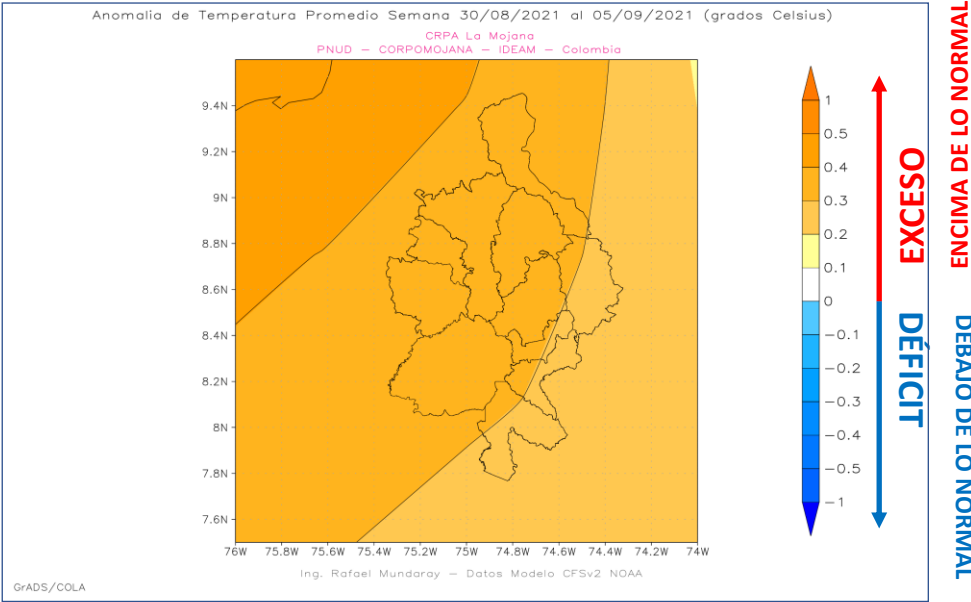 Anomalia de Temperatura Promedio Semana 30/08/2021 al 05/09/2021 (grados Celsius)
CRPA La Mojana
PNUD – CORPOMOJANA – IDEAM – Colombia
9.4N
9.2N
9N
8.8N
8.6N
8.4N
8.2N
8N
7.8N
7.6N
76W 75.8W 75.6W 75.4W 75.2W 75W 74.8W 74.6W 74.4W 74.2W 74W
1
0.5
0.4
0.3
0.2
0.1
0
−0.1
−0.2
−0.3
−0.4
−0.5
−1
EXCESO
DÉFICIT
ENCIMA DE LO NORMAL
DEBAJO DE LO NORMAL
Ing. Rafael Mundaray – Datos Modelo CFSv2 NOAA
GrADS/COLA